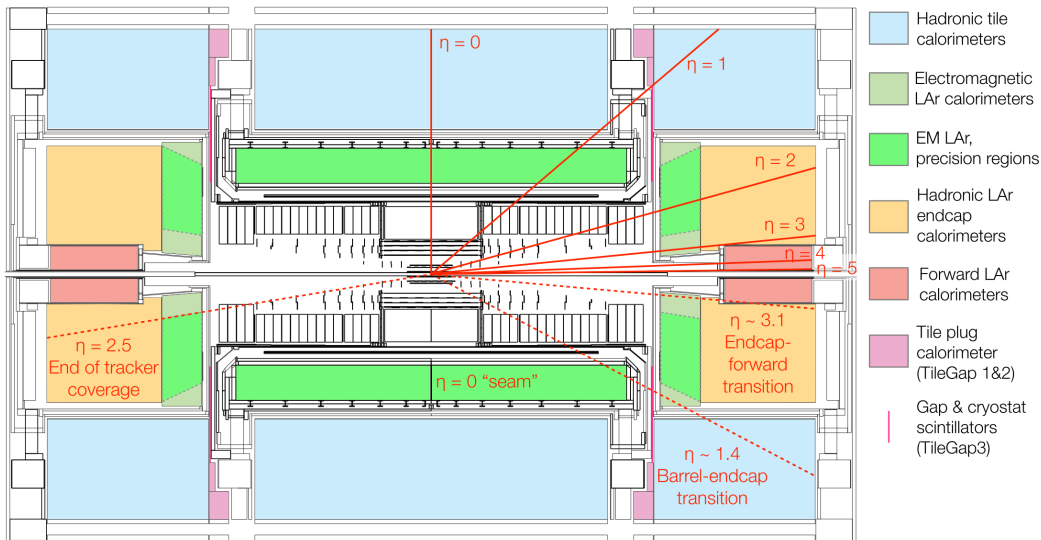 η = 0
η = 1
η = 2
η = 3
η = 4
η = 5
η = 2.5
End of tracker
coverage
η = 0 “seam”
η ~ 3.1
Endcap-
forward
transition
η ~ 1.4
Barrel-endcap
transition
Hadronic tile
calorimeters
Electromagnetic
LAr calorimeters
EM LAr,
precision regions
Hadronic LAr
endcap
calorimeters
Forward LAr
calorimeters
Tile plug
calorimeter
(TileGap 1&2)
Gap & cryostat
scintillators
(TileGap3)